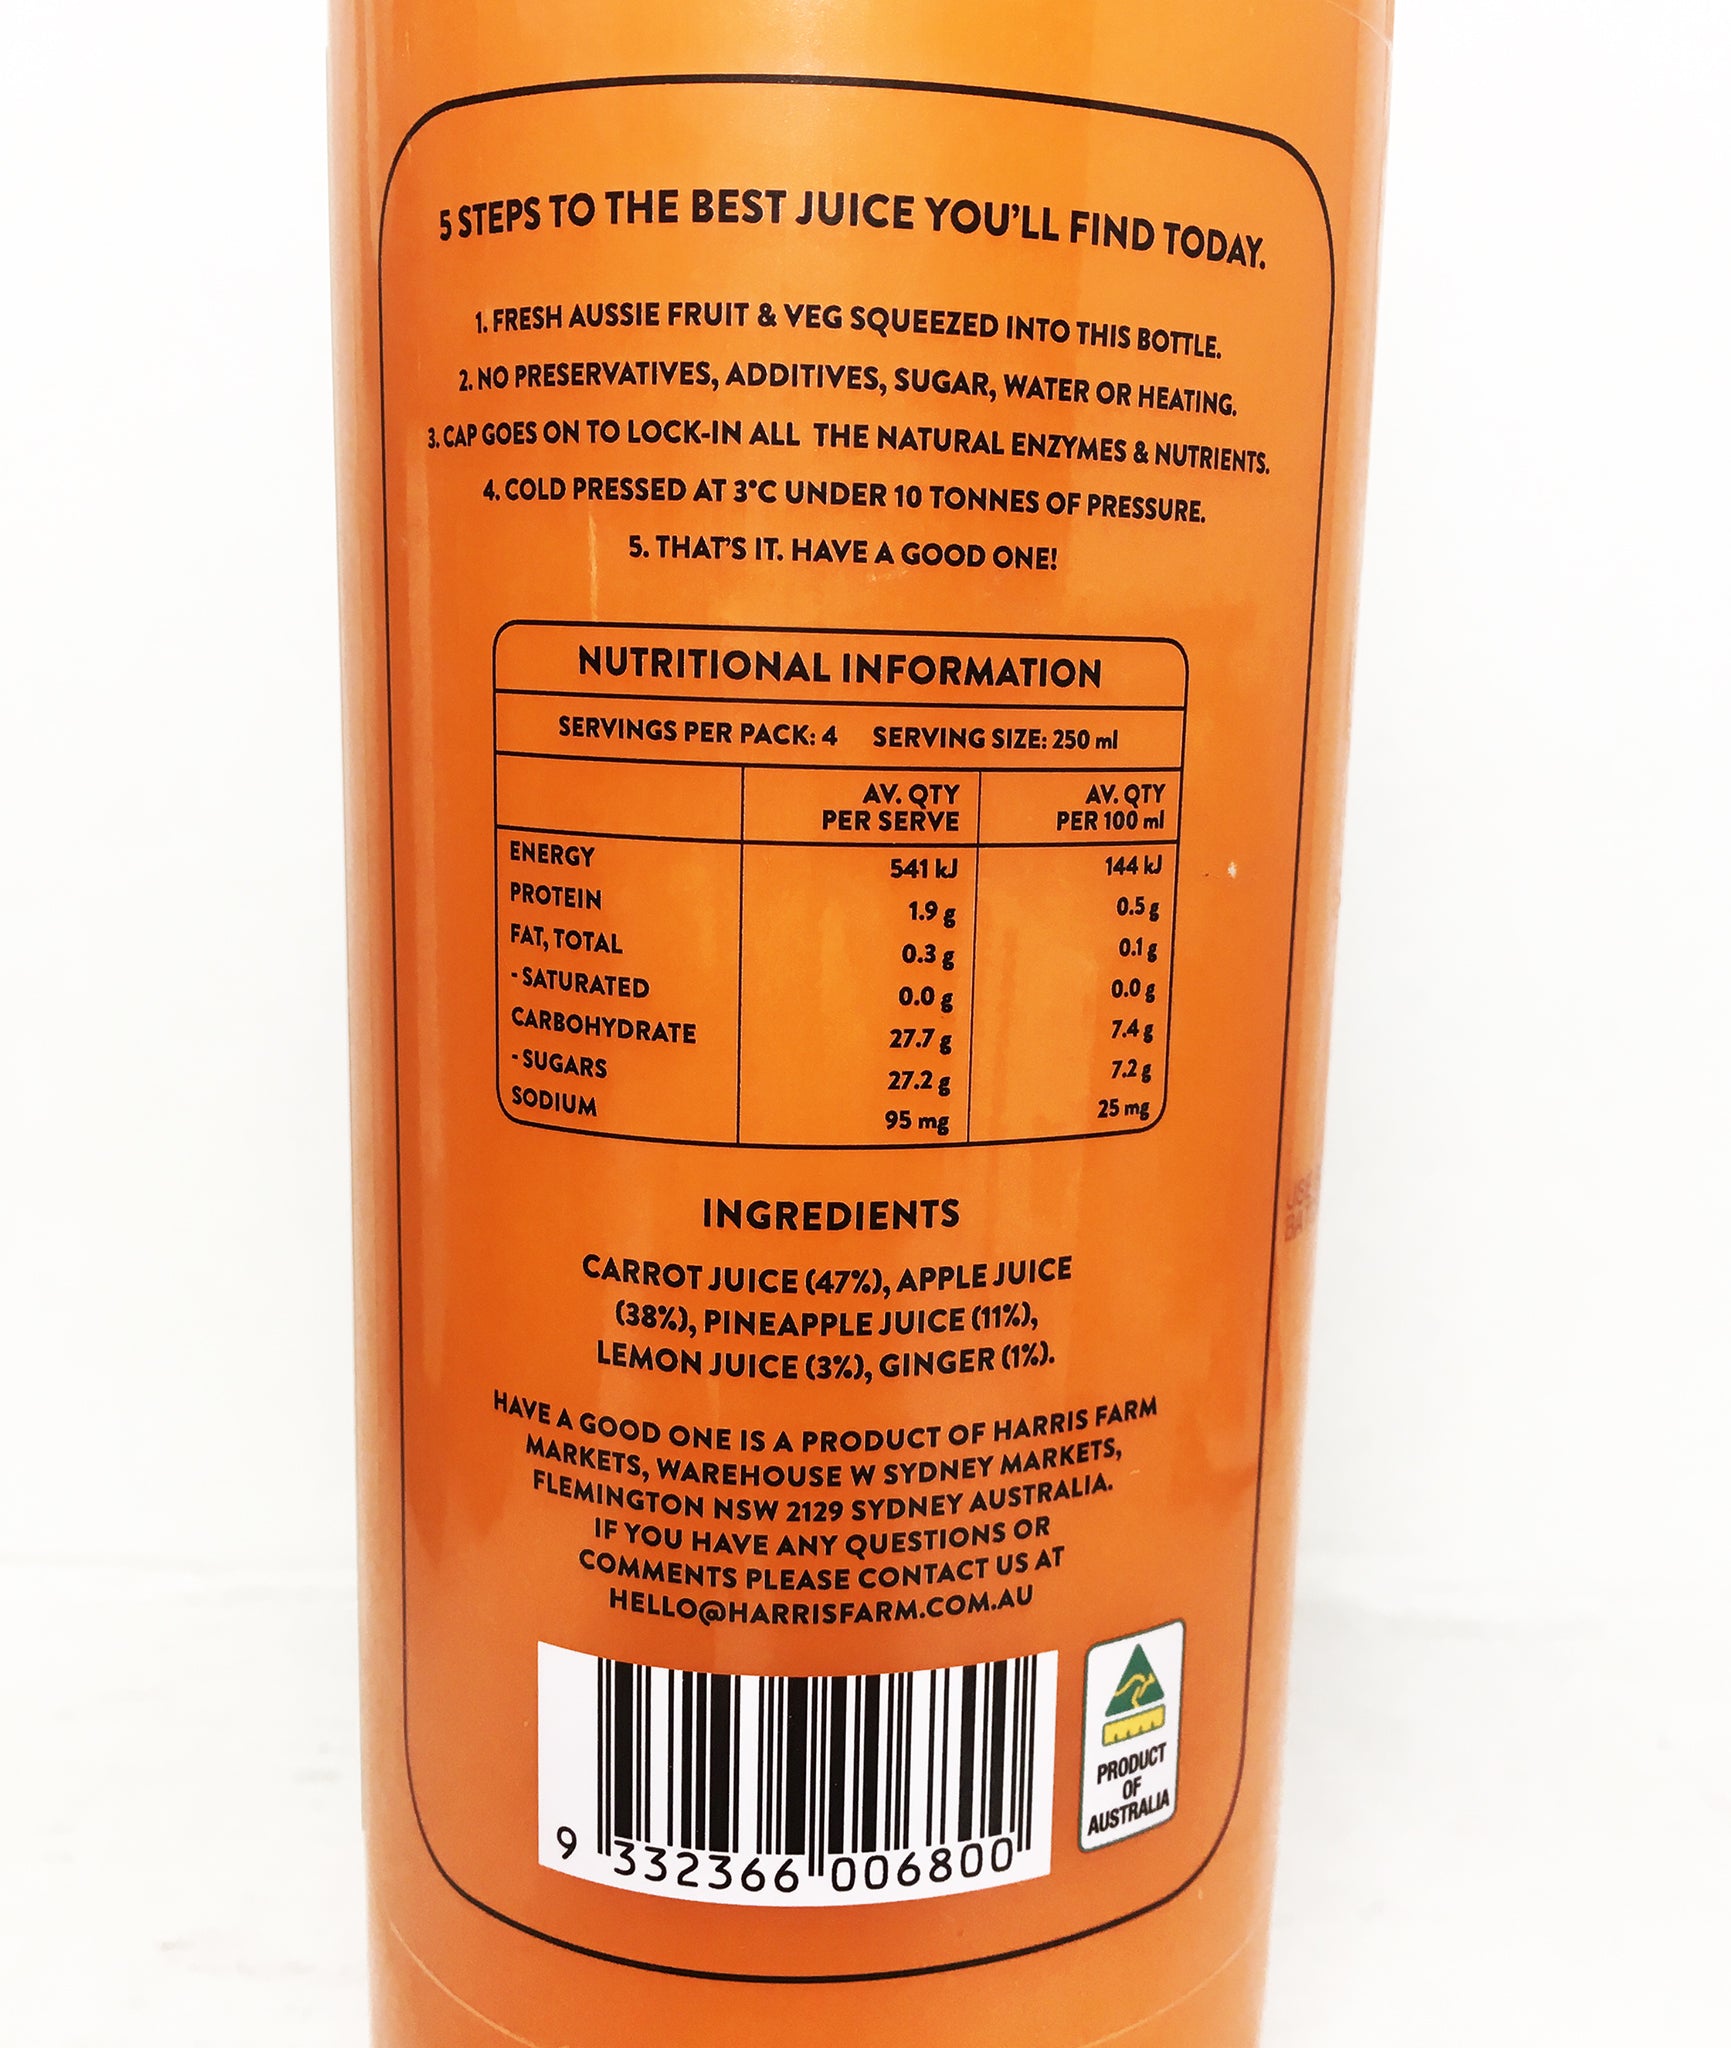 5 STEPS TO THE BEST JUICE YOU'LL FIND TODAY.
1. FRESH AUSSIE FRUIT & VEG SQUEEZED INTO THIS BOTTLE.
2. NO PRESERVATIVES, ADDITIVES, SUGAR, WATER OR HEATING.
3. CAP GOES ON TO LOCK-IN ALL THE NATURAL ENZYMES & NUTRIENTS.
4. COLD PRESSED AT 3°C UNDER 10 TONNES OF PRESSURE.
5. THAT'S IT. HAVE A GOOD ONE!
NUTRITIONAL INFORMATION
SERVINGS PER PACK: 4 SERVING SIZE: 250 ml
AV. QTY PER SERVE AV. QTY PER 100 ml
ENERGY 541 kJ 144 kJ
PROTEIN 1.9 g 0.5 g
FAT, TOTAL 0.3 g 0.1 g
- SATURATED 0.0 g 0.0 g
CARBOHYDRATE 27.7 g 7.4 g
- SUGARS 27.2 g 7.2 g
SODIUM 95 mg 25 mg
INGREDIENTS
CARROT JUICE (47%), APPLE JUICE
(38%), PINEAPPLE JUICE (11%),
LEMON JUICE (3%), GINGER (1%).
HAVE A GOOD ONE IS A PRODUCT OF HARRIS FARM
MARKETS, WAREHOUSE W SYDNEY MARKETS,
FLEMINGTON NSW 2129 SYDNEY AUSTRALIA.
IF YOU HAVE ANY QUESTIONS OR
COMMENTS PLEASE CONTACT US AT
HELLO@HARRISFARM.COM.AU
9 332366 006800
PRODUCT
OF
AUSTRALIA